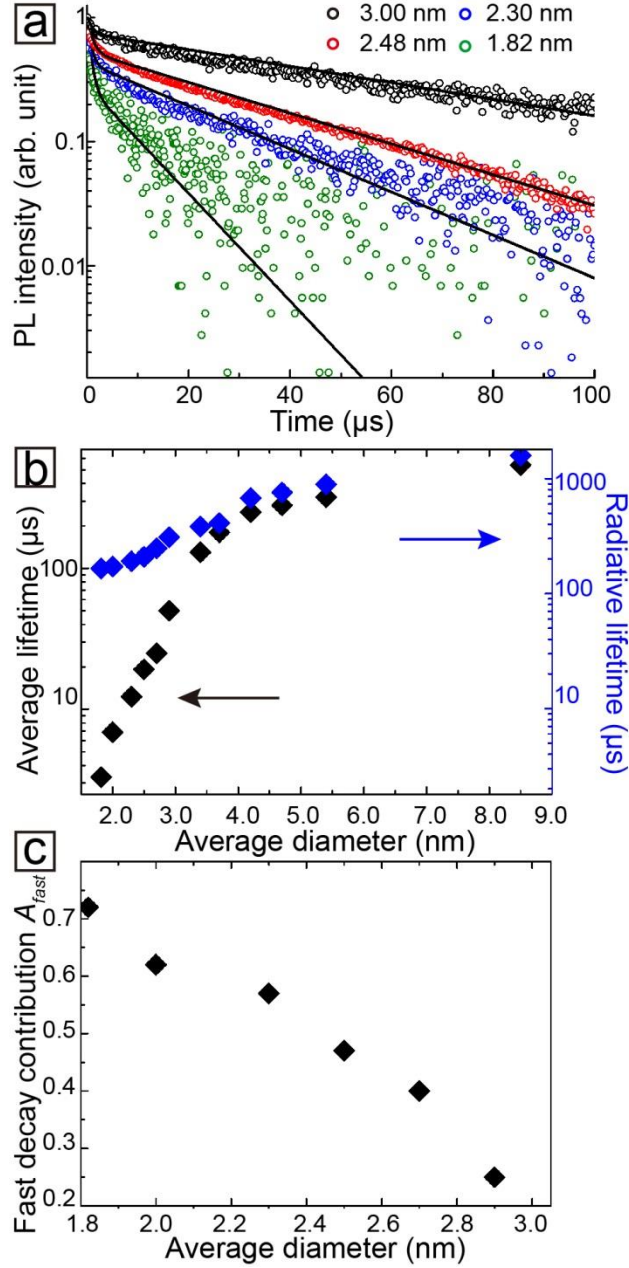 a
3.00 nm 2.30 nm
2.48 nm 1.82 nm
PL intensity (arb. unit)
1
0.1
0.01
0 20 40 60 80 100
Time (µs)
b
Average lifetime (µs)
100
10
1000
100
10
Radiative lifetime (µs)
2.0 3.0 4.0 5.0 6.0 7.0 8.0 9.0
Average diameter (nm)
c
Fast decay contribution A_fast
0.7
0.6
0.5
0.4
0.3
0.2
1.8 2.0 2.2 2.4 2.6 2.8 3.0
Average diameter (nm)